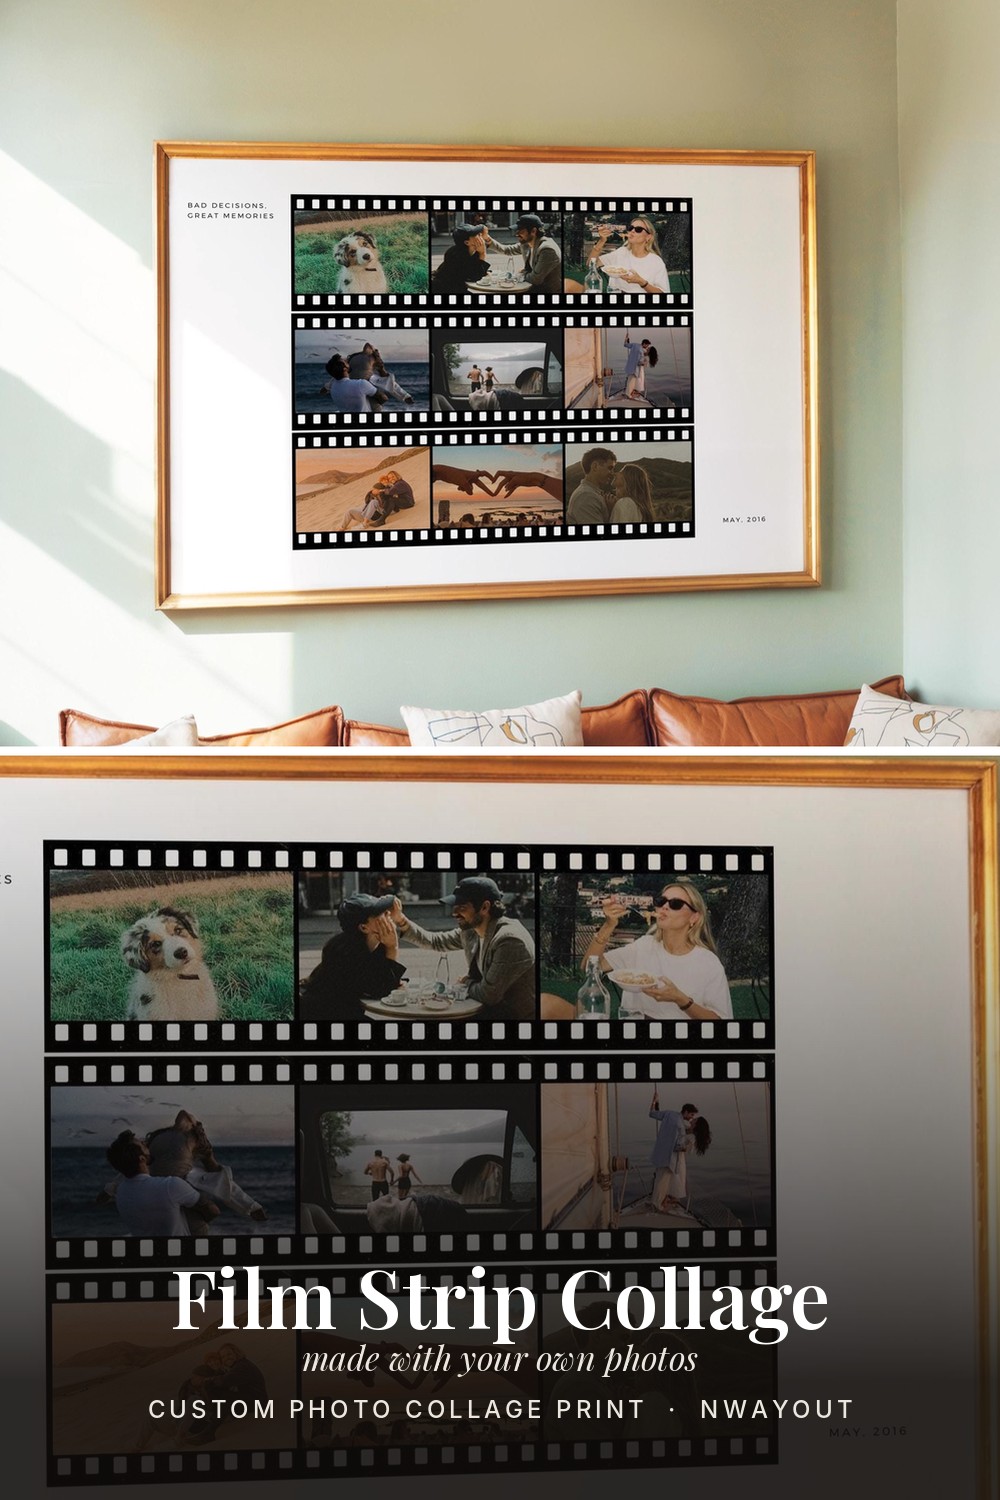 BAD DECISIONS.
GREAT MEMORIES
MAY. 2016
ES
Film Strip Collage
made with your own photos
CUSTOM PHOTO COLLAGE PRINT · NWAYOUT
MAY. 2016